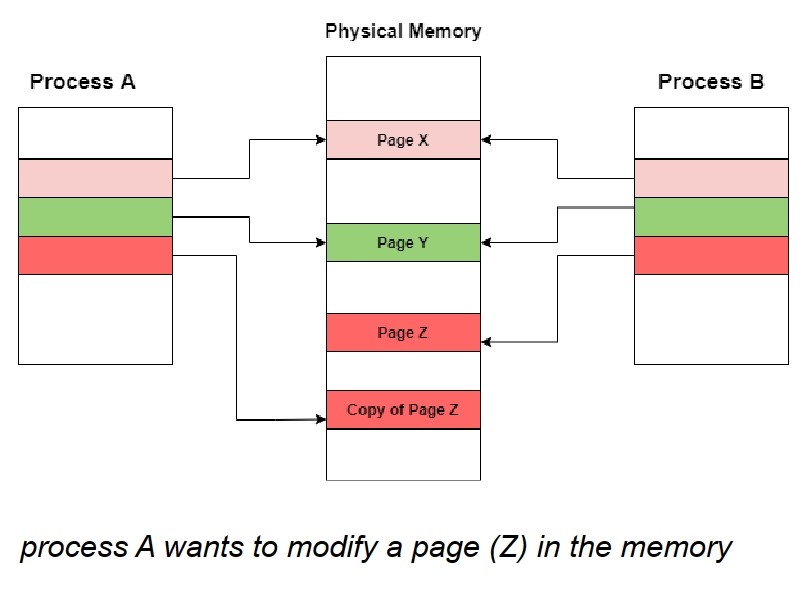 Physical Memory
Process A
Process B
Page X
Page Y
Page Z
Copy of Page Z
process A wants to modify a page (Z) in the memory